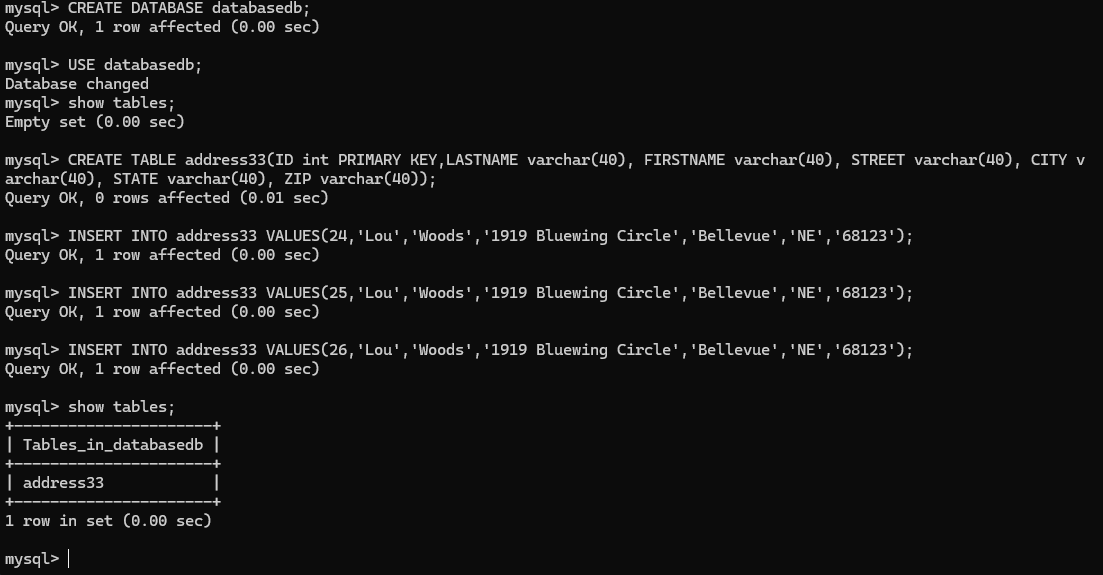 mysql> CREATE DATABASE databasedb;
Query OK, 1 row affected (0.00 sec)
mysql> USE databasedb;
Database changed
mysql> show tables;
Empty set (0.00 sec)
mysql> CREATE TABLE address33(ID int PRIMARY KEY,LASTNAME varchar(40), FIRSTNAME varchar(40), STREET varchar(40), CITY v
archar(40), STATE varchar(40), ZIP varchar(40));
Query OK, 0 rows affected (0.01 sec)
mysql> INSERT INTO address33 VALUES(24,'Lou','Woods','1919 Bluewing Circle','Bellevue','NE','68123');
Query OK, 1 row affected (0.00 sec)
mysql> INSERT INTO address33 VALUES(25,'Lou','Woods','1919 Bluewing Circle','Bellevue','NE','68123');
Query OK, 1 row affected (0.00 sec)
mysql> INSERT INTO address33 VALUES(26,'Lou','Woods','1919 Bluewing Circle','Bellevue','NE','68123');
Query OK, 1 row affected (0.00 sec)
mysql> show tables;
+----------------------+
| Tables_in_databasedb |
+----------------------+
| address33            |
+----------------------+
1 row in set (0.00 sec)
mysql>